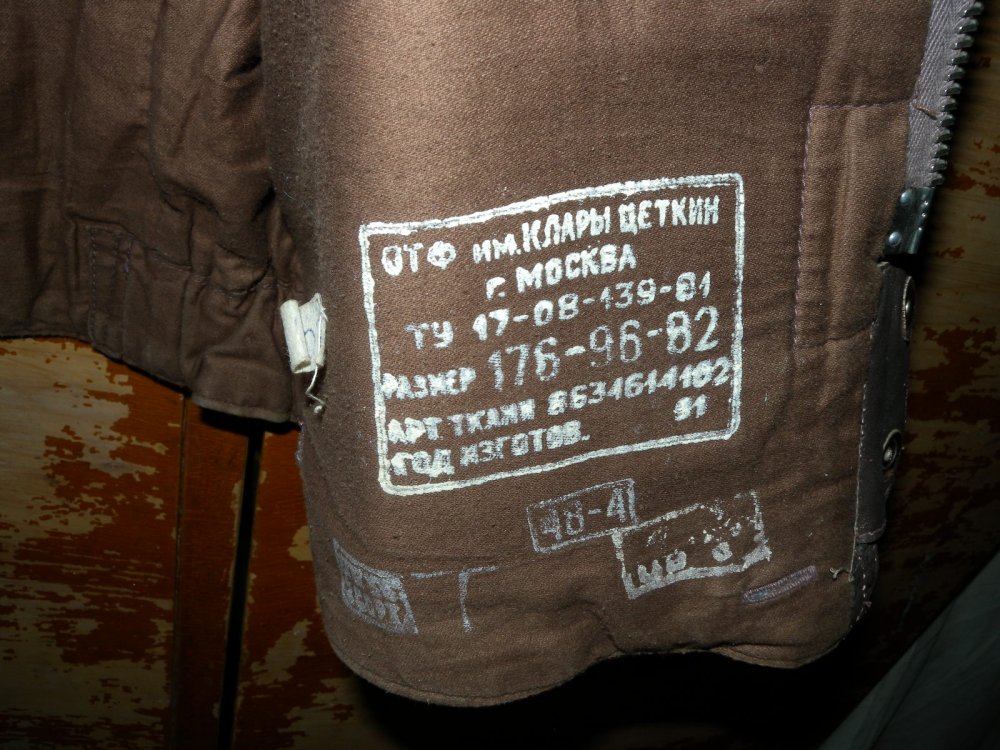 ОТФ им.КЛАРЫ ЦЕТКИН
Г. МОСКВА
ТУ 17-08-139-81
РАЗМЕР 176-96-82
АРТ ТКАНИ 8634614102
ГОД ИЗГОТОВ. 91
48-4